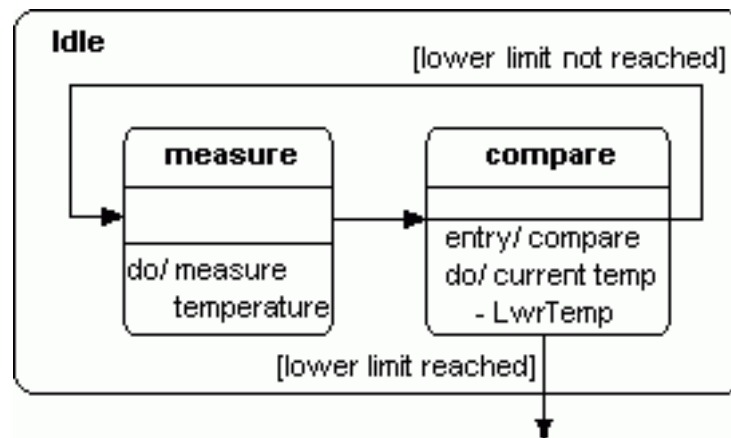 Idle
[lower limit not reached]
measure
compare
do/ measure
temperature
entry/ compare
do/ current temp
- LwrTemp
[lower limit reached]